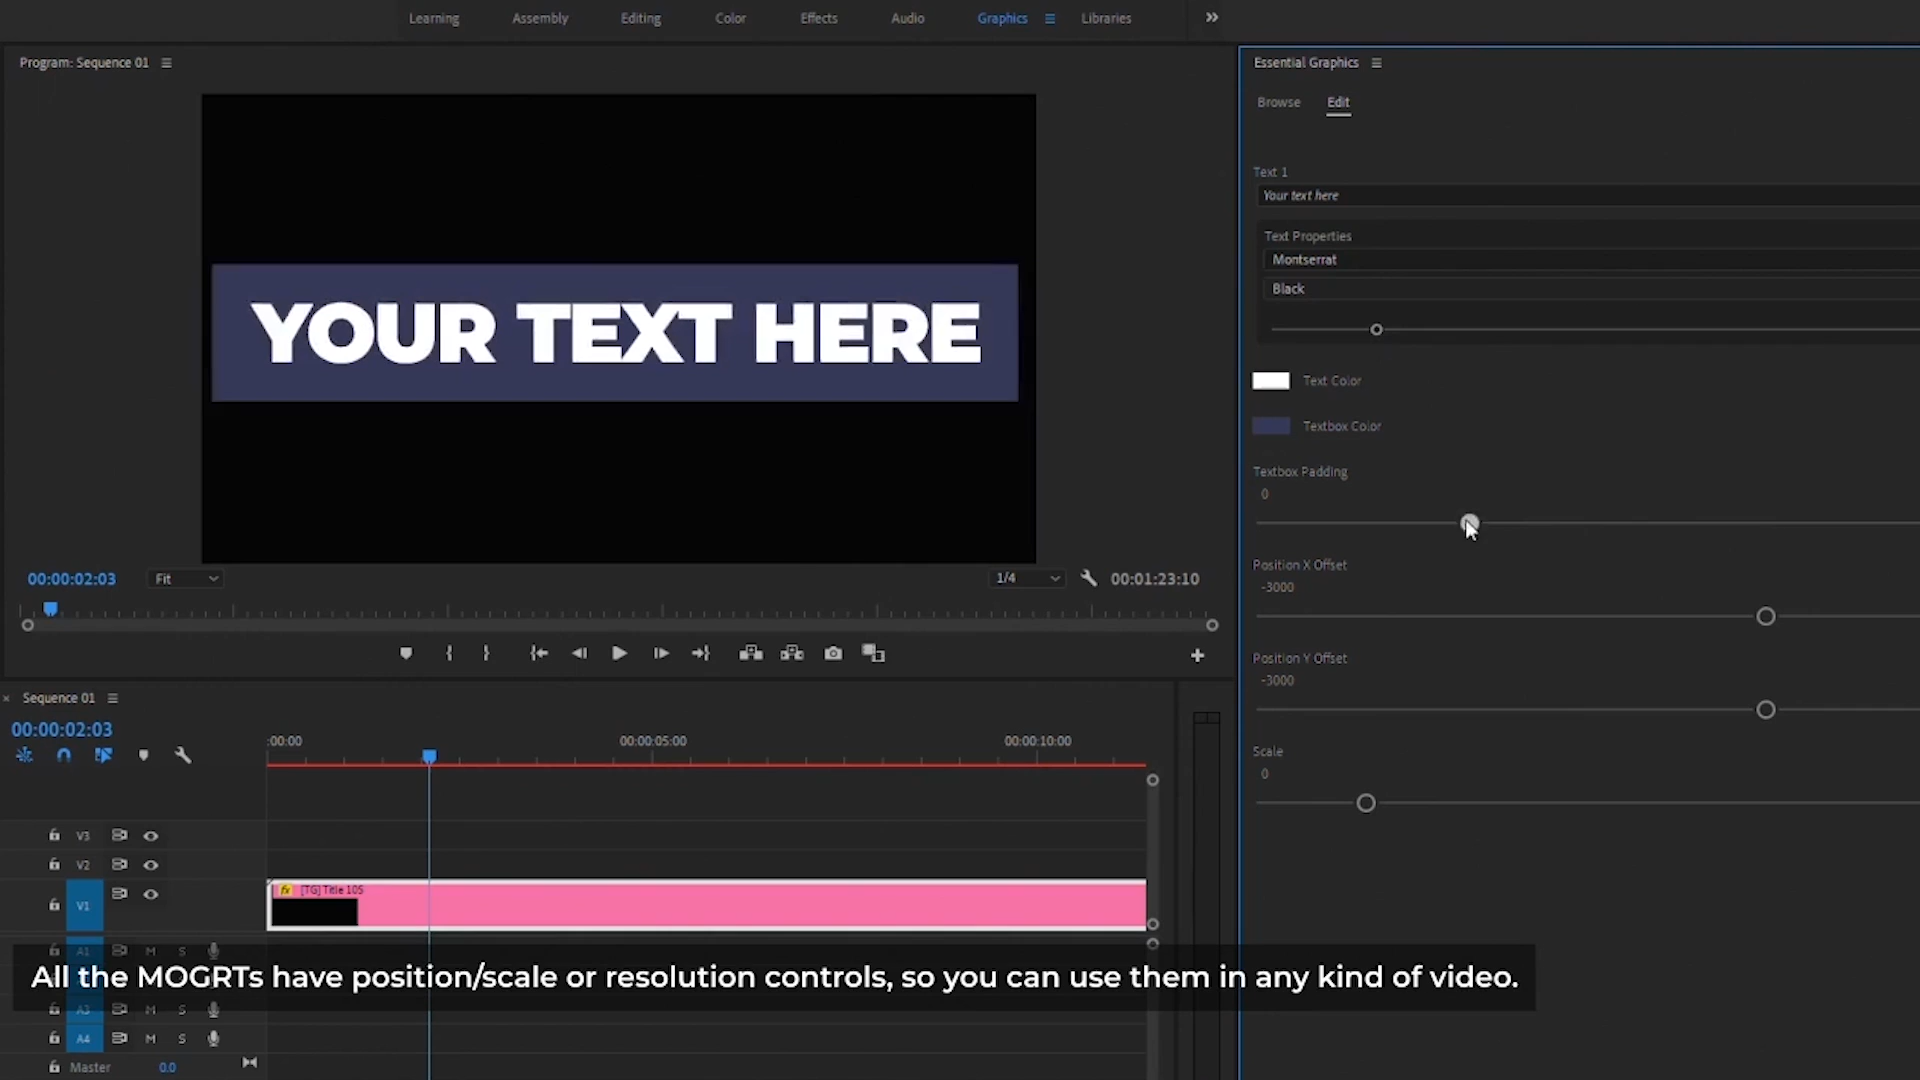 Learning Assembly Editing Color Effects Audio Graphics Libraries
Program: Sequence 01
YOUR TEXT HERE
00:00:02:03 Fit 1/4 00:01:23:10
Essential Graphics
Browse Edit
Text 1
Your text here
Text Properties
Montserrat
Black
Text Color
Textbox Color
Textbox Padding
0
Position X Offset
-3000
Position Y Offset
-3000
Scale
0
Sequence 01
00:00:02:03
:00:00 00:00:05:00 00:00:10:00
V3
V2
V1 fx [TG] Title 105
A1 M S
All the MOGRTs have position/scale or resolution controls, so you can use them in any kind of video.
A3 M S
A4 M S
Master 0.0